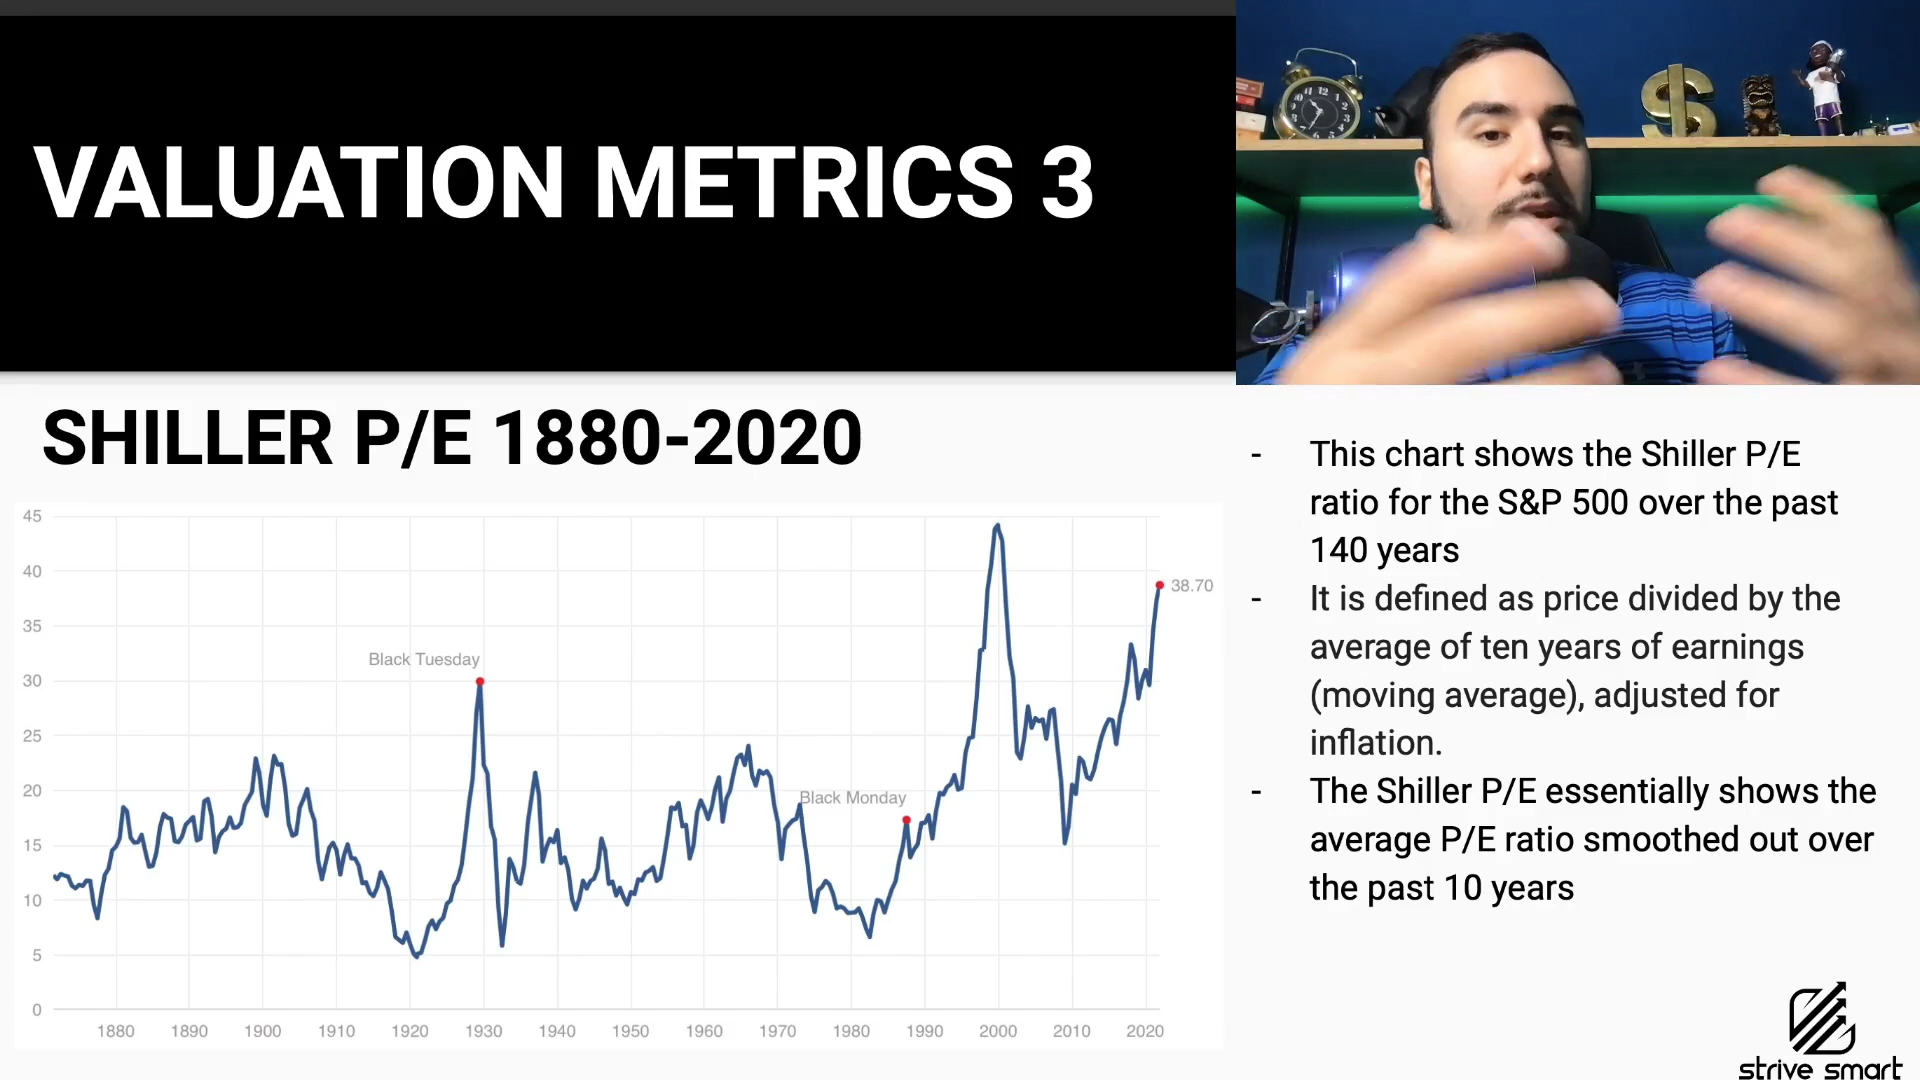 VALUATION METRICS 3
SHILLER P/E 1880-2020
45
40
35
30
25
20
15
10
5
0
Black Tuesday
Black Monday
38.70
1880
1890
1900
1910
1920
1930
1940
1950
1960
1970
1980
1990
2000
2010
2020
- This chart shows the Shiller P/E
ratio for the S&P 500 over the past
140 years
- It is defined as price divided by the
average of ten years of earnings
(moving average), adjusted for
inflation.
- The Shiller P/E essentially shows the
average P/E ratio smoothed out over
the past 10 years
strive smart